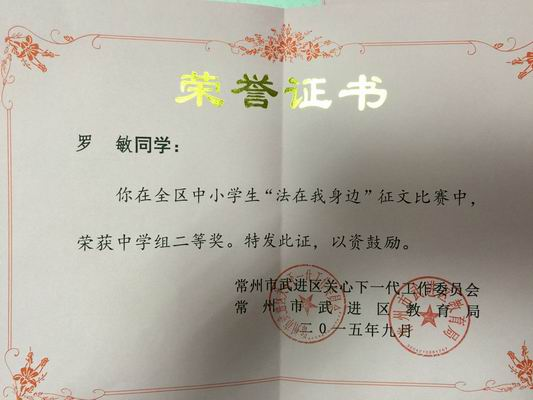 荣誉证书
罗 敏同学：
你在全区中小学生“法在我身边”征文比赛中，
荣获中学组二等奖。特发此证，以资鼓励。
常州市武进区关心下一代工作委员会
常州市武进区教育局
二〇一五年九月